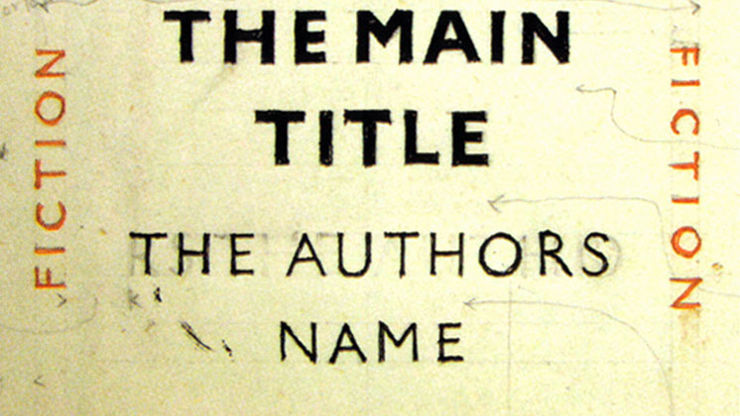 THE MAIN
TITLE
THE AUTHORS
NAME
FICTION
FICTION